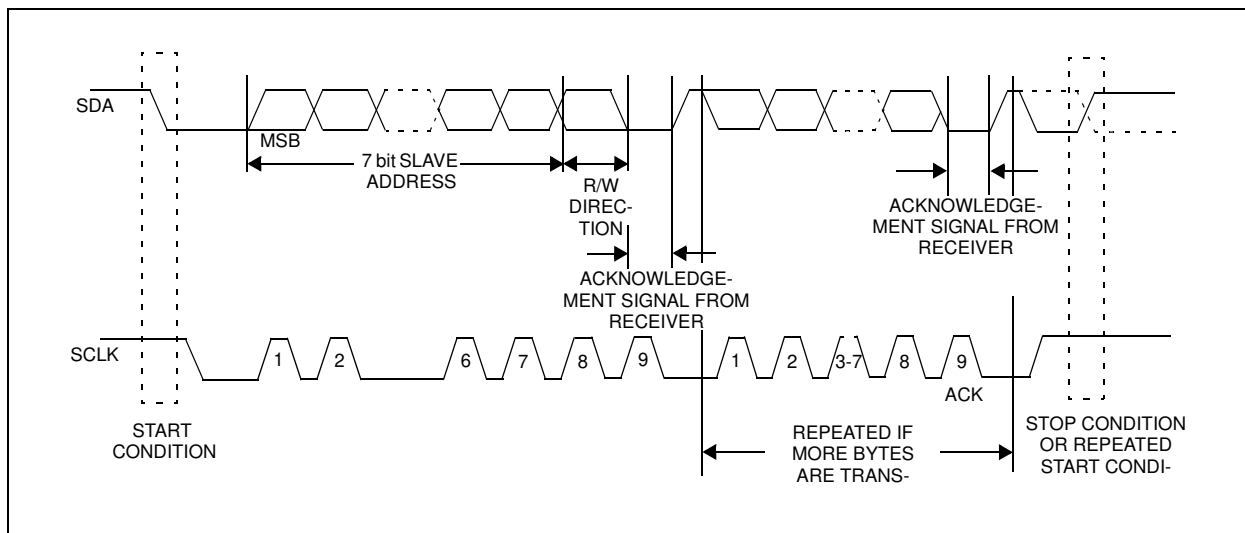 SDA
MSB
7 bit SLAVE
ADDRESS
R/W
DIREC-
TION
ACKNOWLEDGE-
MENT SIGNAL FROM
RECEIVER
ACKNOWLEDGE-
MENT SIGNAL FROM
RECEIVER
SCLK
1
2
6
7
8
9
1
2
3-7
8
9
ACK
START
CONDITION
REPEATED IF
MORE BYTES
ARE TRANS-
STOP CONDITION
OR REPEATED
START CONDI-